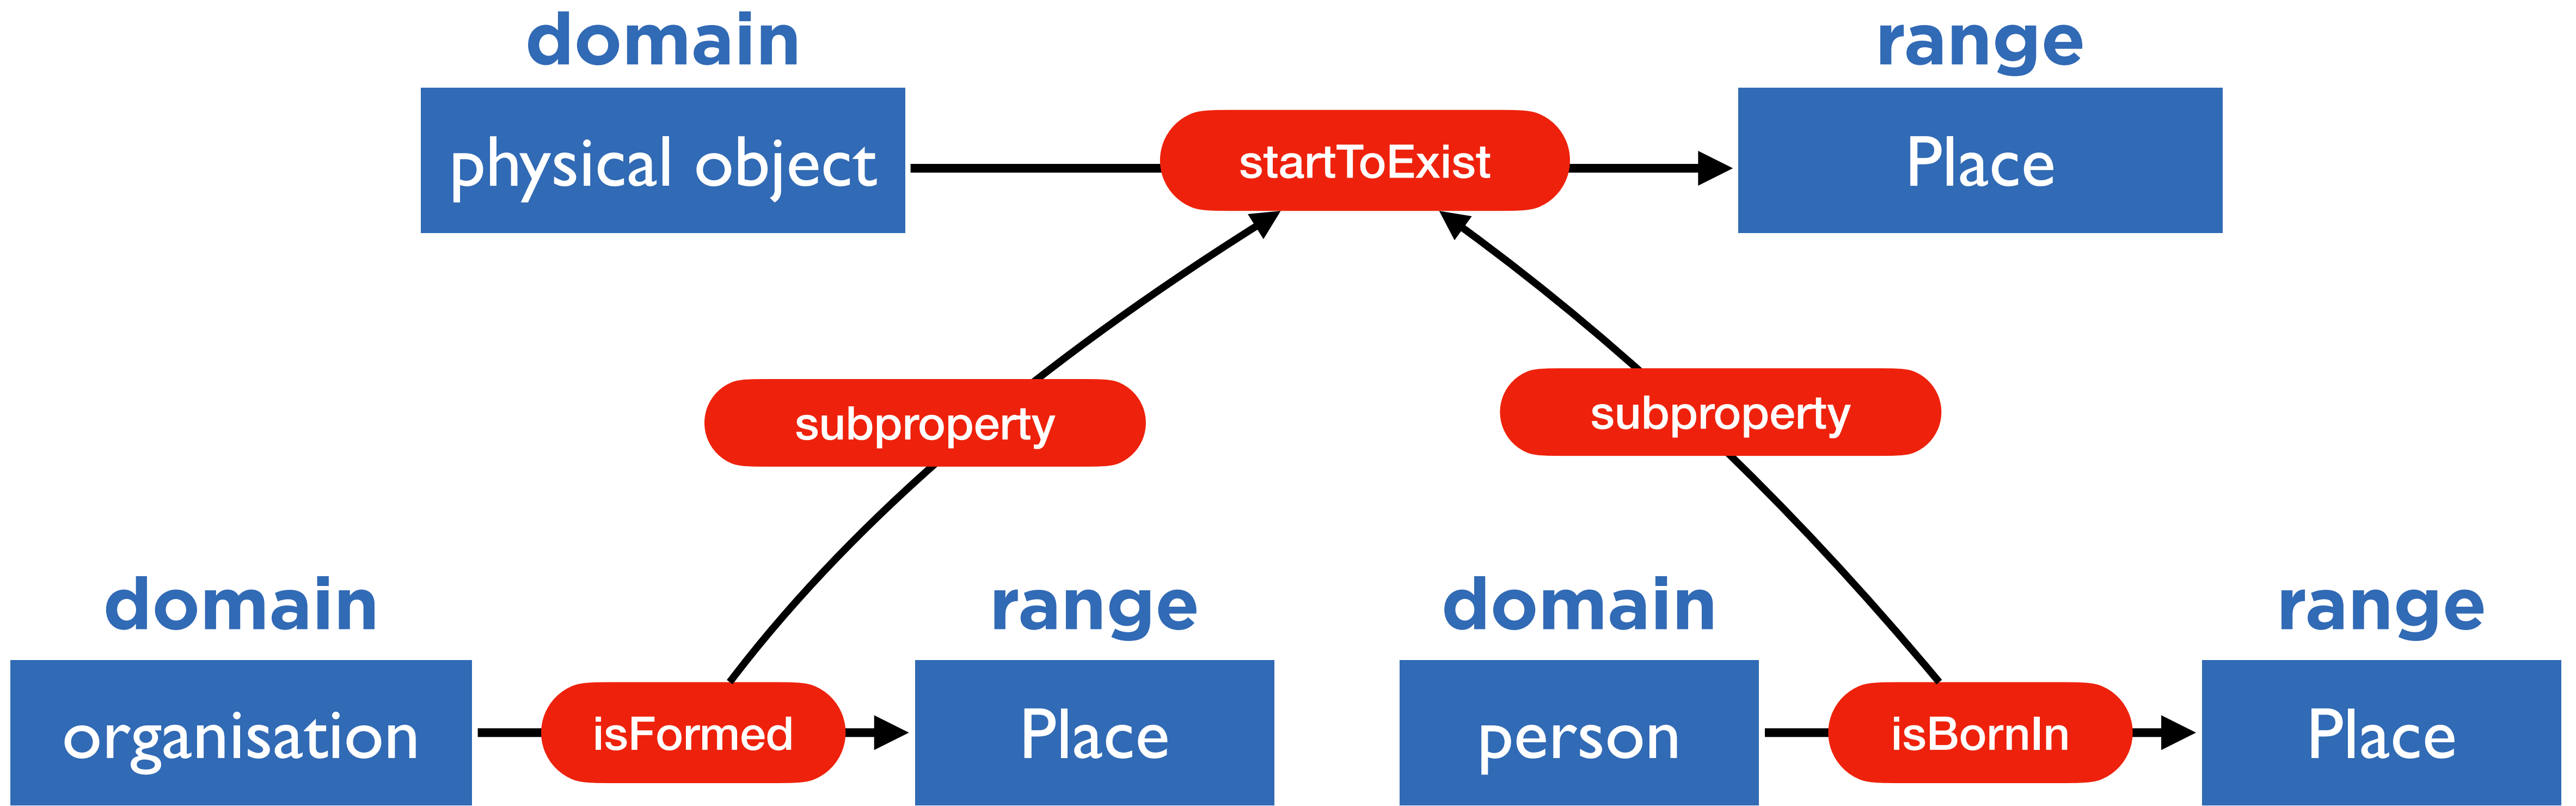 domain
range
physical object
startToExist
Place
subproperty
subproperty
domain
range
domain
range
organisation
isFormed
Place
person
isBornIn
Place